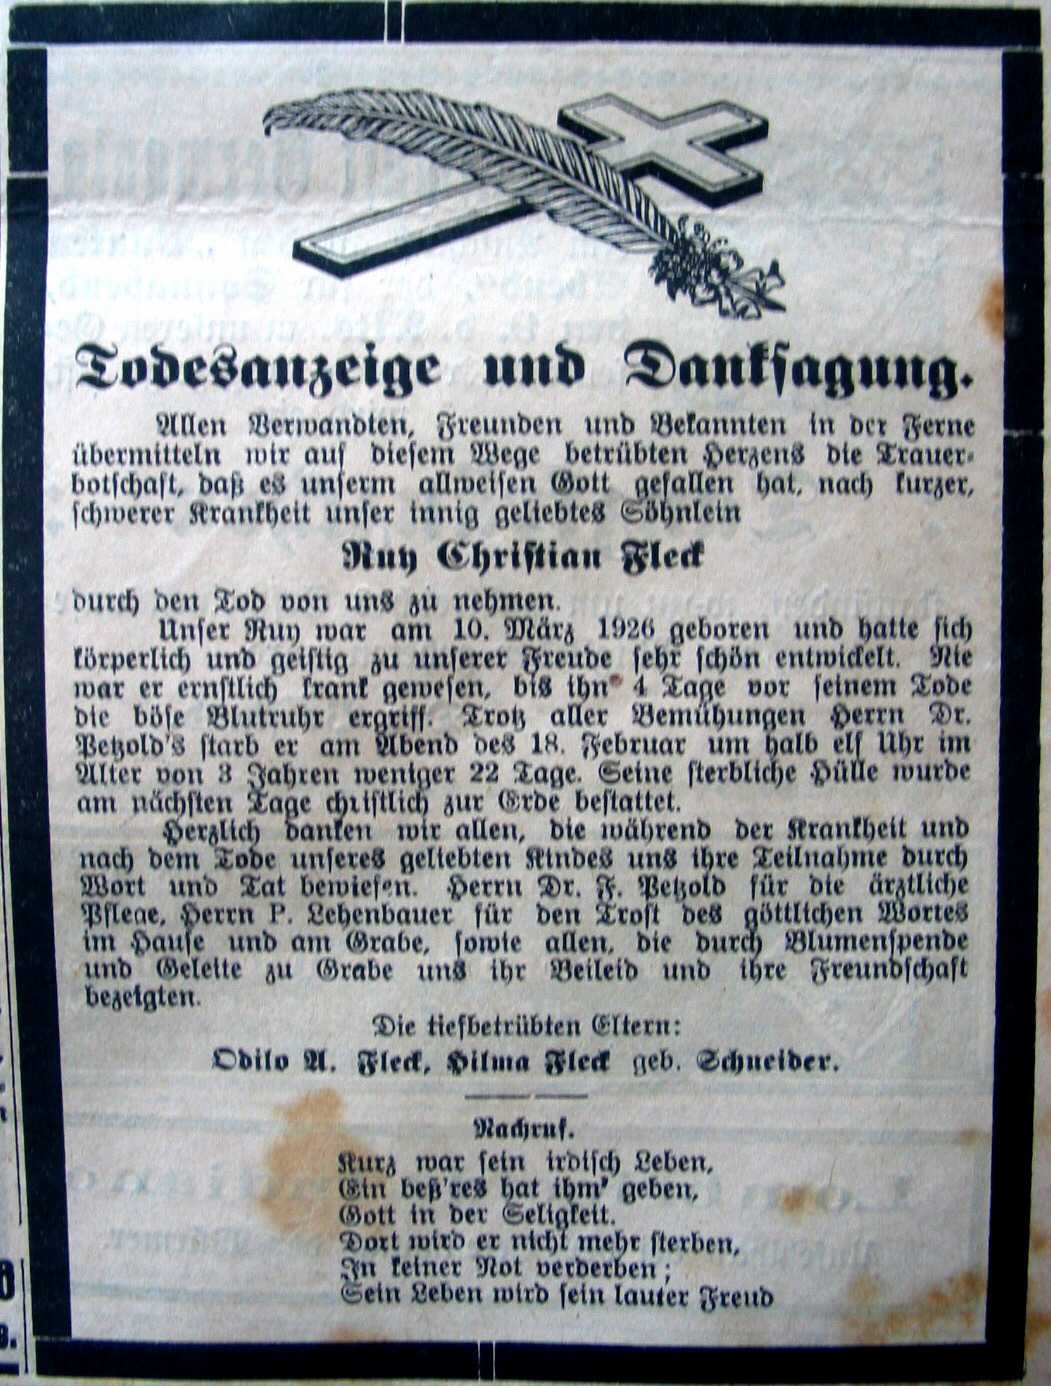 Todesanzeige und Danksagung.
Allen Verwandten, Freunden und Bekannten in der Ferne
übermitteln wir auf diesem Wege betrübten Herzens die Trauer-
botschaft, daß es unserm allweisen Gott gefallen hat, nach kurzer,
schwerer Krankheit unser innig geliebtes Söhnlein
Ruy Christian Fleck
durch den Tod von uns zu nehmen.
Unser Ruy war am 10. März 1926 geboren und hatte sich
körperlich und geistig zu unserer Freude sehr schön entwickelt. Nie
war er ernstlich krank gewesen, bis ihn 4 Tage vor seinem Tode
die böse Blutruhr ergriff. Trotz aller Bemühungen Herrn Dr.
Petzold's starb er am Abend des 18. Februar um halb elf Uhr im
Alter von 3 Jahren weniger 22 Tage. Seine sterbliche Hülle wurde
am nächsten Tage christlich zur Erde bestattet.
Herzlich danken wir allen, die während der Krankheit und
nach dem Tode unseres geliebten Kindes uns ihre Teilnahme durch
Wort und Tat bewiesen. Herrn Dr. F. Petzold für die ärztliche
Pflege, Herrn P. Lehenbauer für den Trost des göttlichen Wortes
im Hause und am Grabe, sowie allen, die durch Blumenspende
und Geleite zu Grabe uns ihr Beileid und ihre Freundschaft
bezeigten.
Die tiefbetrübten Eltern:
Odilo A. Fleck, Hilma Fleck geb. Schneider.
Nachruf.
Kurz war sein irdisch Leben,
Ein beß'res hat ihm' geben,
Gott in der Seligkeit.
Dort wird er nicht mehr sterben,
In keiner Not verderben;
Sein Leben wird sein lauter Freud